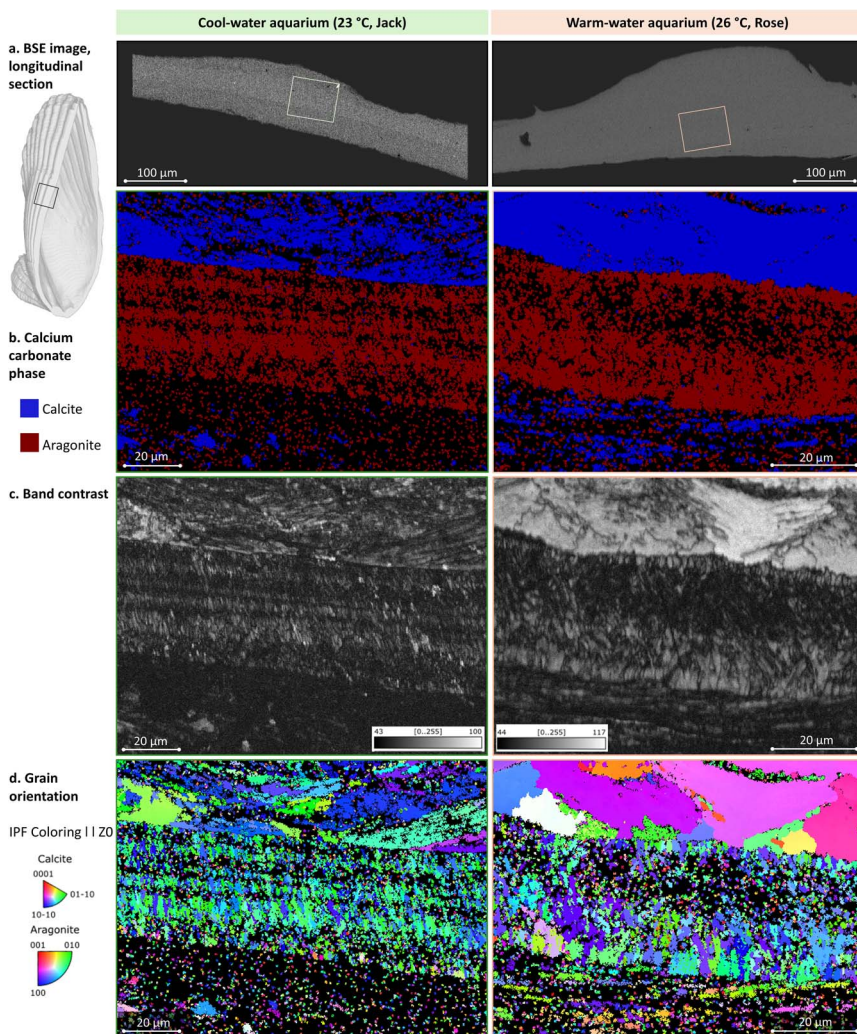 Cool-water aquarium (23 °C, Jack)
Warm-water aquarium (26 °C, Rose)
a. BSE image,
longitudinal
section
100 µm
100 µm
b. Calcium
carbonate
phase
Calcite
Aragonite
20 µm
20 µm
c. Band contrast
43 [0..255] 100
20 µm
44 [0..255] 117
20 µm
d. Grain
orientation
IPF Coloring l l Z0
Calcite
0001
01-10
10-10
Aragonite
001 010
100
20 µm
20 µm